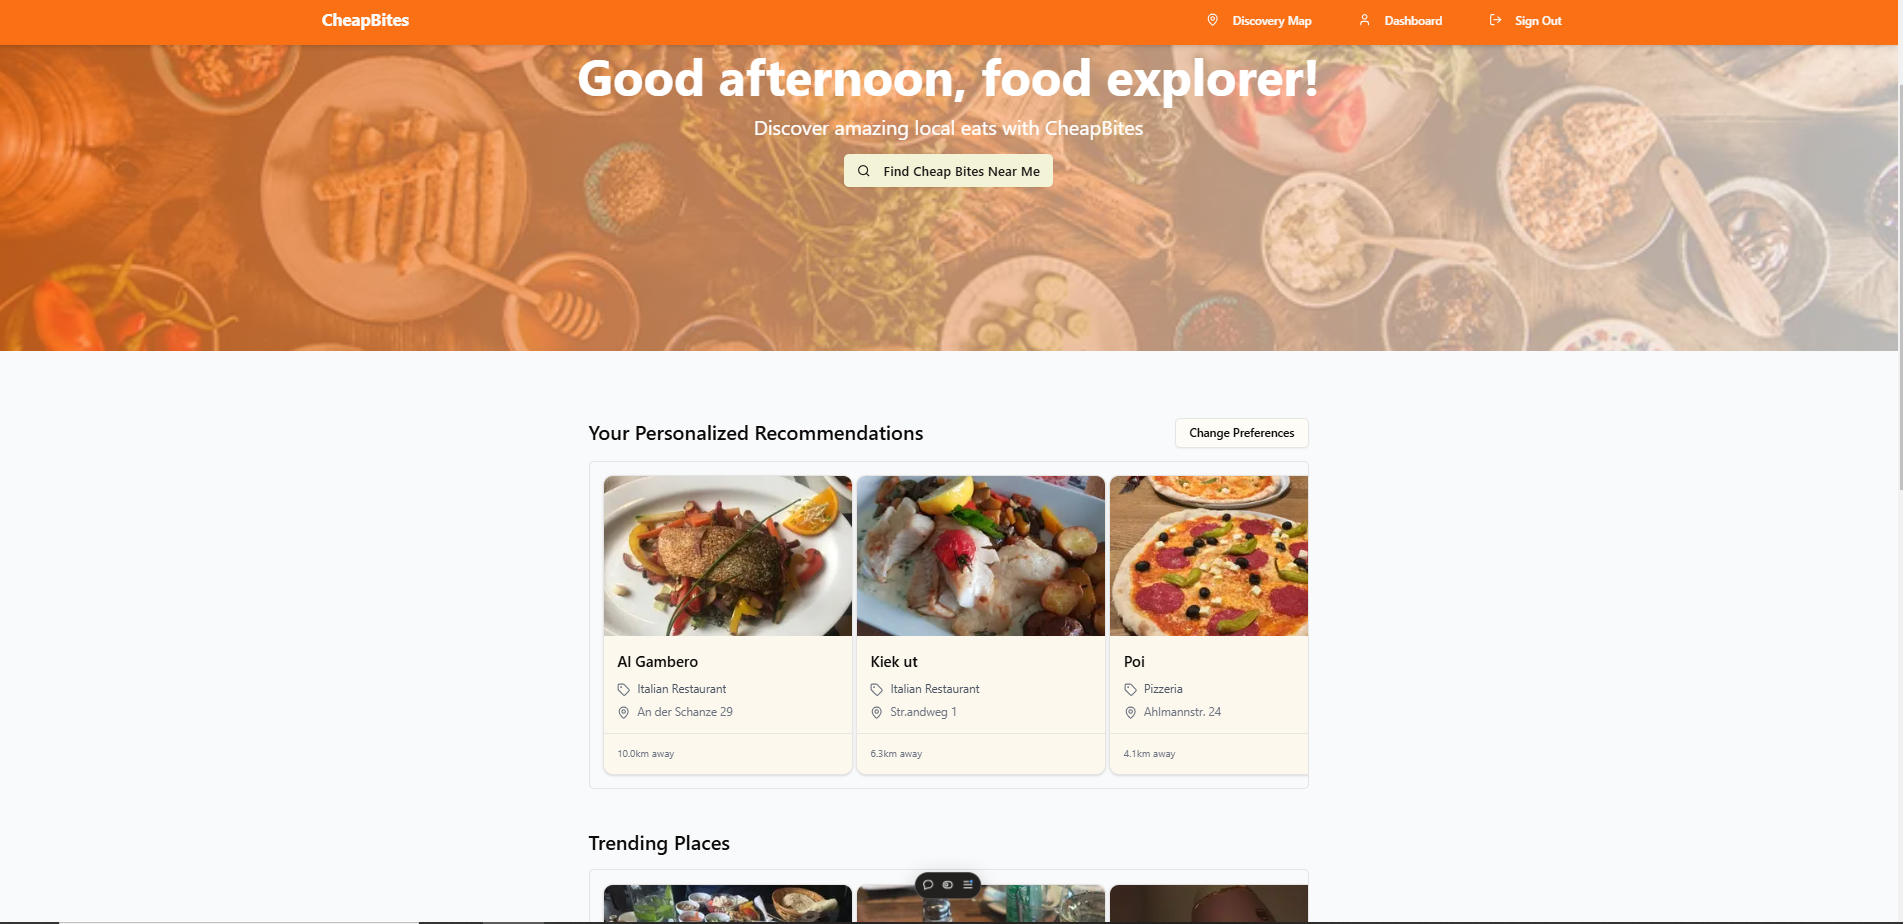 CheapBites
Discovery Map
Dashboard
Sign Out
Good afternoon, food explorer!
Discover amazing local eats with CheapBites
Find Cheap Bites Near Me
Your Personalized Recommendations
Change Preferences
Al Gambero
Italian Restaurant
An der Schanze 29
10.0km away
Kiek ut
Italian Restaurant
Str.andweg 1
6.3km away
Poi
Pizzeria
Ahlmannstr. 24
4.1km away
Trending Places